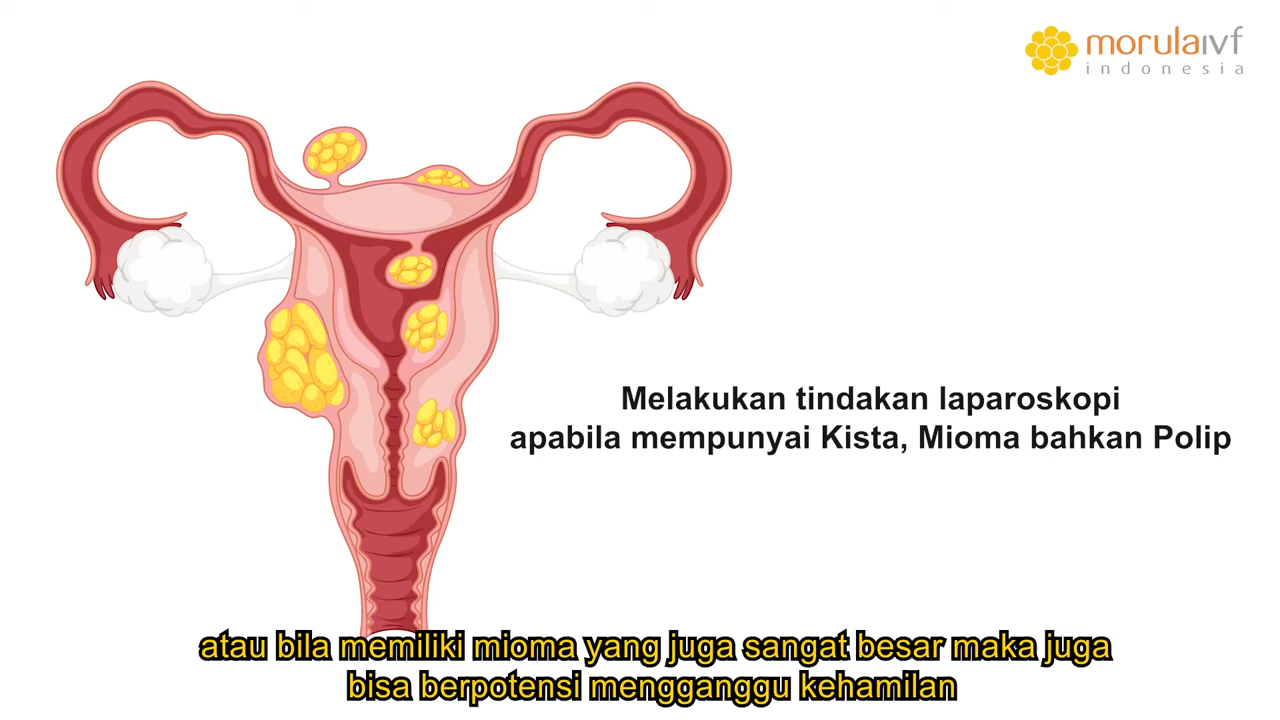 morulaivf
indonesia
Melakukan tindakan laparoskopi
apabila mempunyai Kista, Mioma bahkan Polip
atau bila memiliki mioma yang juga sangat besar maka juga
bisa berpotensi mengganggu kehamilan